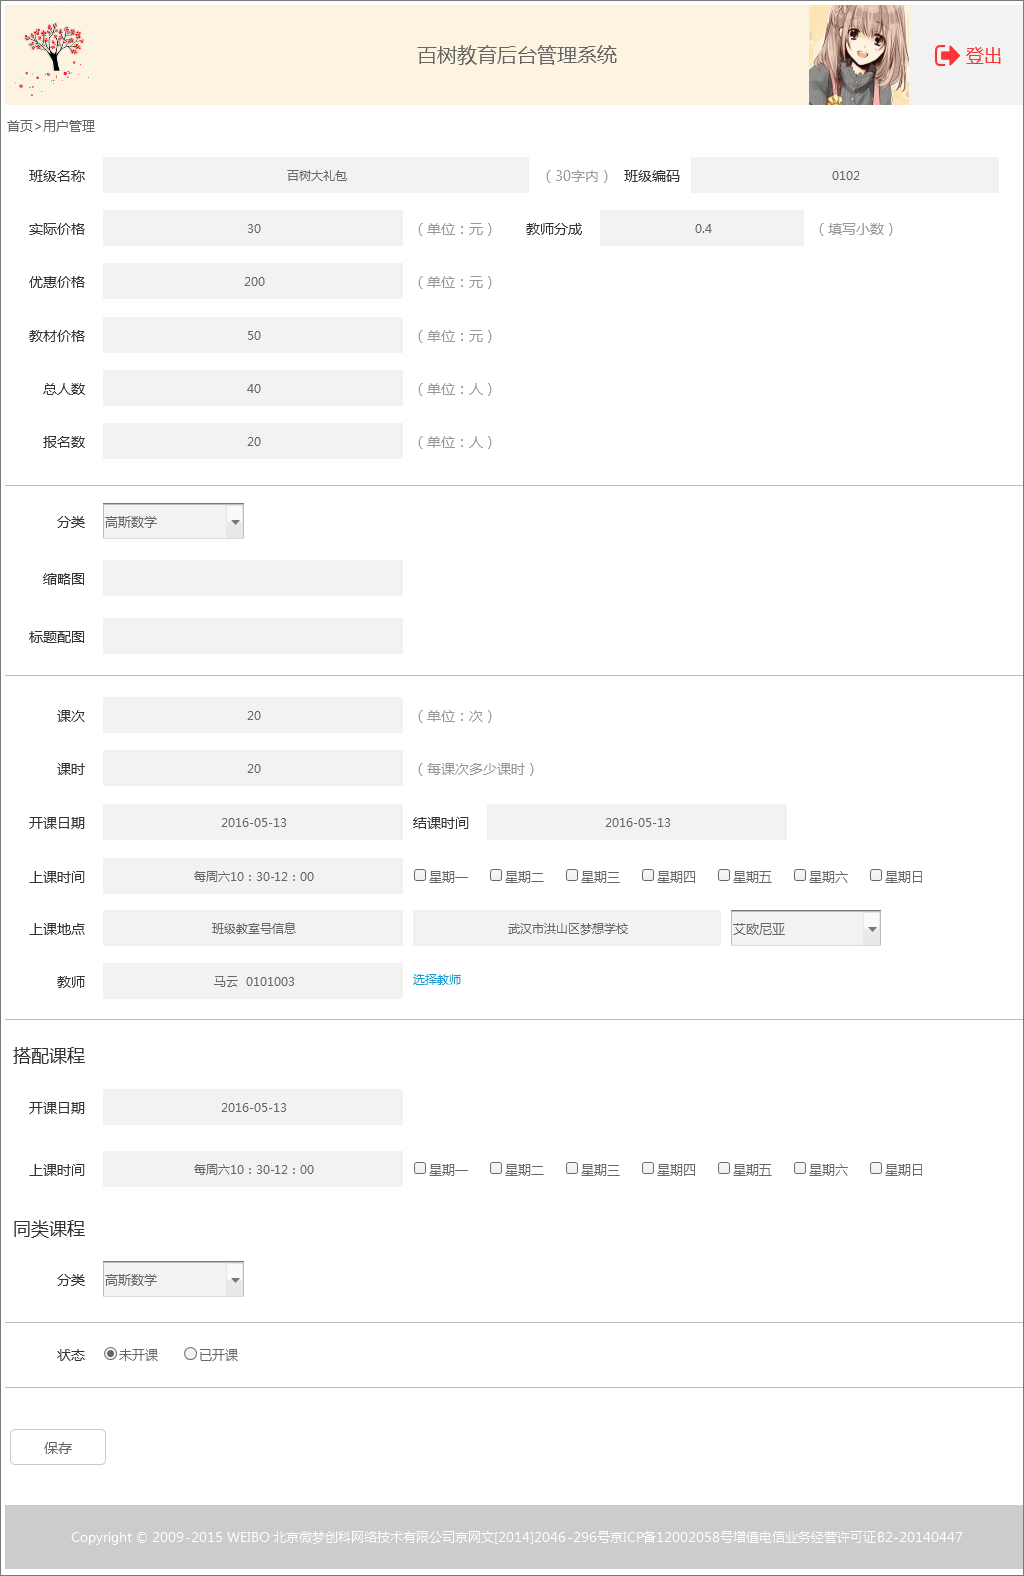 百树教育后台管理系统
登出
首页>用户管理
班级名称 百树大礼包 （30字内） 班级编码 0102
实际价格 30 （单位：元） 教师分成 0.4 （填写小数）
优惠价格 200 （单位：元）
教材价格 50 （单位：元）
总人数 40 （单位：人）
报名数 20 （单位：人）
分类 高斯数学
缩略图
标题配图
课次 20 （单位：次）
课时 20 （每课次多少课时）
开课日期 2016-05-13 结课时间 2016-05-13
上课时间 每周六10：30-12：00 星期一 星期二 星期三 星期四 星期五 星期六 星期日
上课地点 班级教室号信息 武汉市洪山区梦想学校 艾欧尼亚
教师 马云 0101003 选择教师
搭配课程
开课日期 2016-05-13
上课时间 每周六10：30-12：00 星期一 星期二 星期三 星期四 星期五 星期六 星期日
同类课程
分类 高斯数学
状态 未开课 已开课
保存
Copyright © 2009-2015 WEIBO 北京微梦创科网络技术有限公司京网文[2014]2046-296号京ICP备12002058号增值电信业务经营许可证B2-20140447